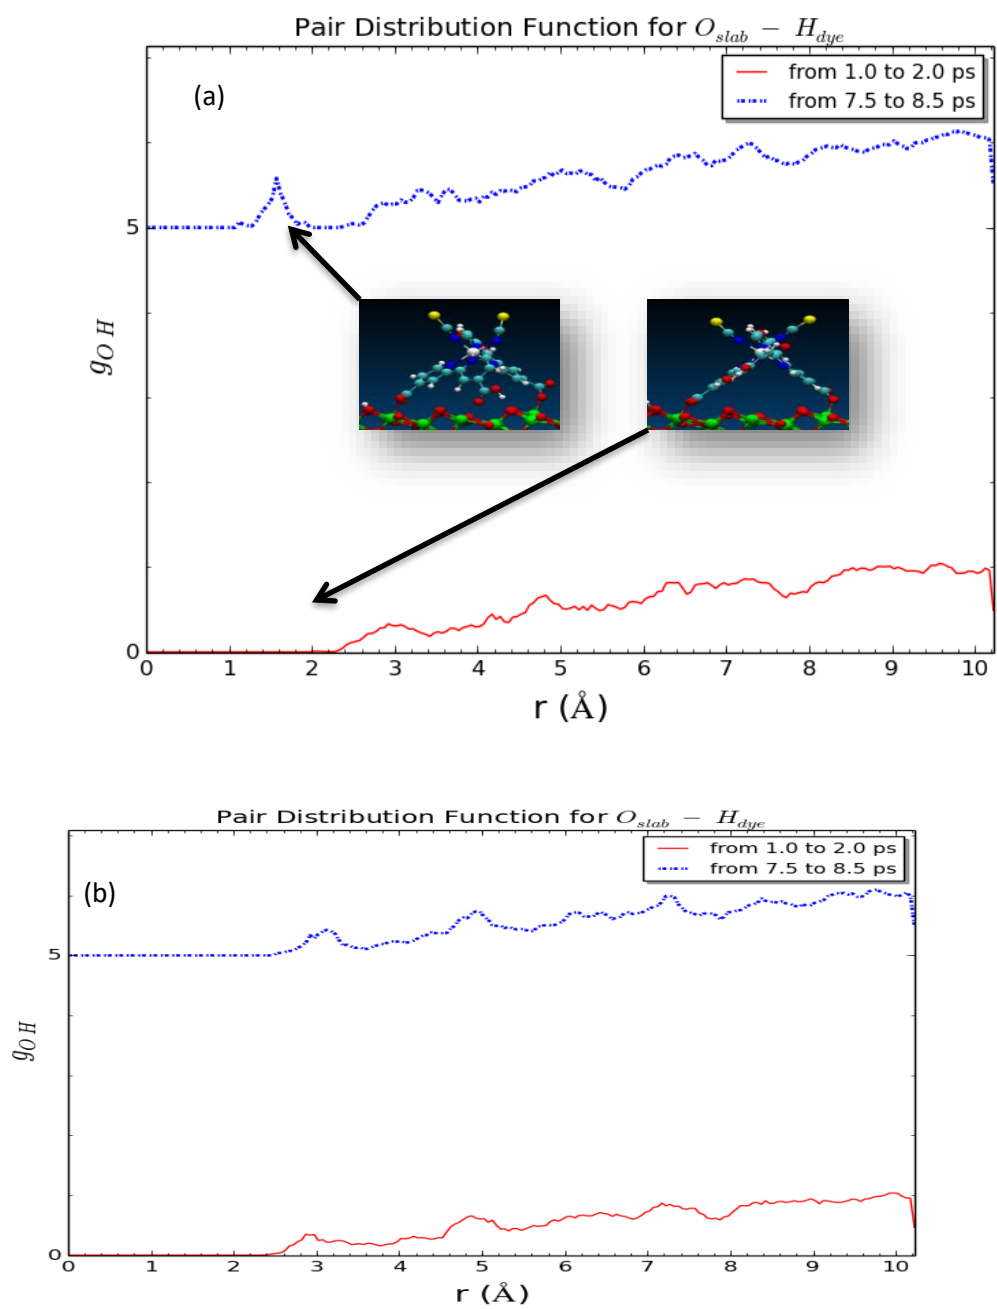 Pair Distribution Function for O_slab − H_dye
(a)
from 1.0 to 2.0 ps
from 7.5 to 8.5 ps
5
g_O H
0
0 1 2 3 4 5 6 7 8 9 10
r (Å)
Pair Distribution Function for O_slab − H_dye
(b)
from 1.0 to 2.0 ps
from 7.5 to 8.5 ps
5
g_O H
0
0 1 2 3 4 5 6 7 8 9 10
r (Å)